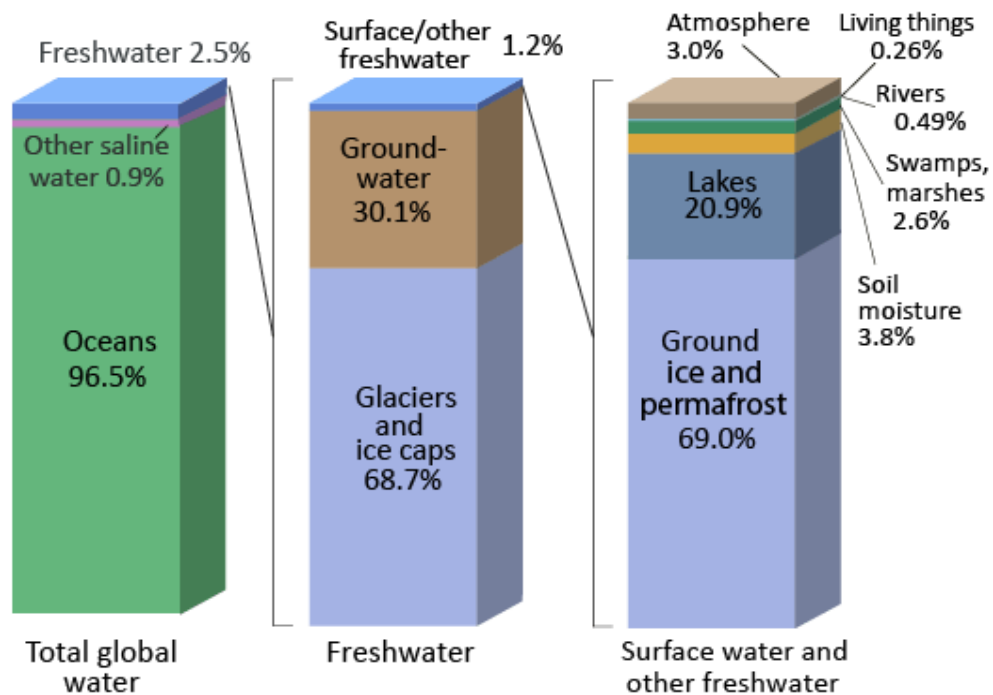 Freshwater 2.5%
Other saline
water 0.9%
Oceans
96.5%
Total global
water
Surface/other
freshwater
1.2%
Ground-
water
30.1%
Glaciers
and
ice caps
68.7%
Freshwater
Atmosphere
3.0%
Living things
0.26%
Rivers
0.49%
Swamps,
marshes
2.6%
Soil
moisture
3.8%
Lakes
20.9%
Ground
ice and
permafrost
69.0%
Surface water and
other freshwater